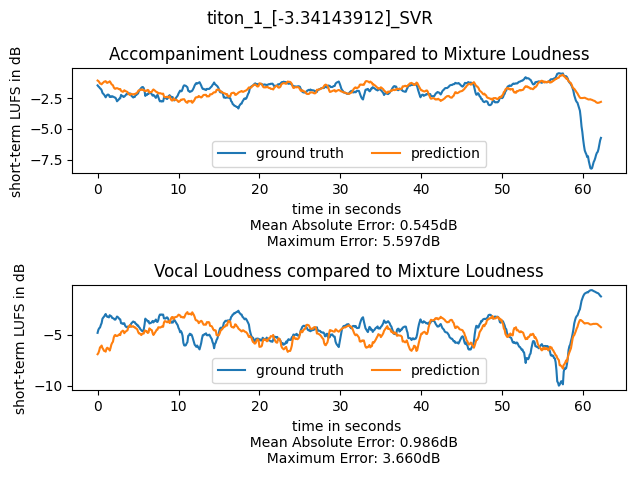 titon_1_[-3.34143912]_SVR
Accompaniment Loudness compared to Mixture Loudness
short-term LUFS in dB
−2.5
−5.0
−7.5
ground truth prediction
0 10 20 30 40 50 60
time in seconds
Mean Absolute Error: 0.545dB
Maximum Error: 5.597dB
Vocal Loudness compared to Mixture Loudness
short-term LUFS in dB
−5
−10
ground truth prediction
0 10 20 30 40 50 60
time in seconds
Mean Absolute Error: 0.986dB
Maximum Error: 3.660dB